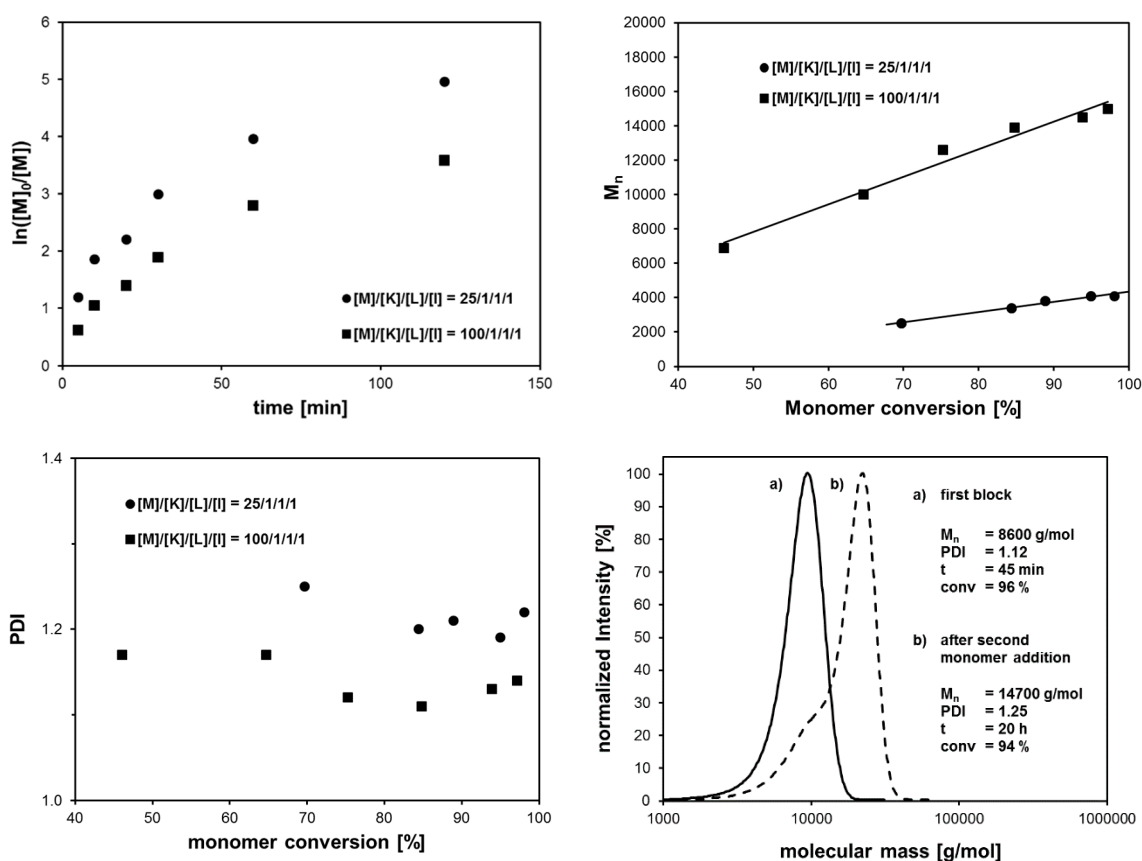 6
5
4
3
2
1
0
ln([M]₀/[M])
[M]/[K]/[L]/[I] = 25/1/1/1
[M]/[K]/[L]/[I] = 100/1/1/1
0
50
100
150
time [min]
20000
18000
16000
14000
12000
10000
8000
6000
4000
2000
0
Mₙ
[M]/[K]/[L]/[I] = 25/1/1/1
[M]/[K]/[L]/[I] = 100/1/1/1
40
50
60
70
80
90
100
Monomer conversion [%]
1.4
1.2
1.0
PDI
[M]/[K]/[L]/[I] = 25/1/1/1
[M]/[K]/[L]/[I] = 100/1/1/1
40
50
60
70
80
90
100
monomer conversion [%]
100
90
80
70
60
50
40
30
20
10
0
normalized Intensity [%]
a)
b)
a) first block
Mₙ = 8600 g/mol
PDI = 1.12
t = 45 min
conv = 96 %
b) after second
monomer addition
Mₙ = 14700 g/mol
PDI = 1.25
t = 20 h
conv = 94 %
1000
10000
100000
1000000
molecular mass [g/mol]